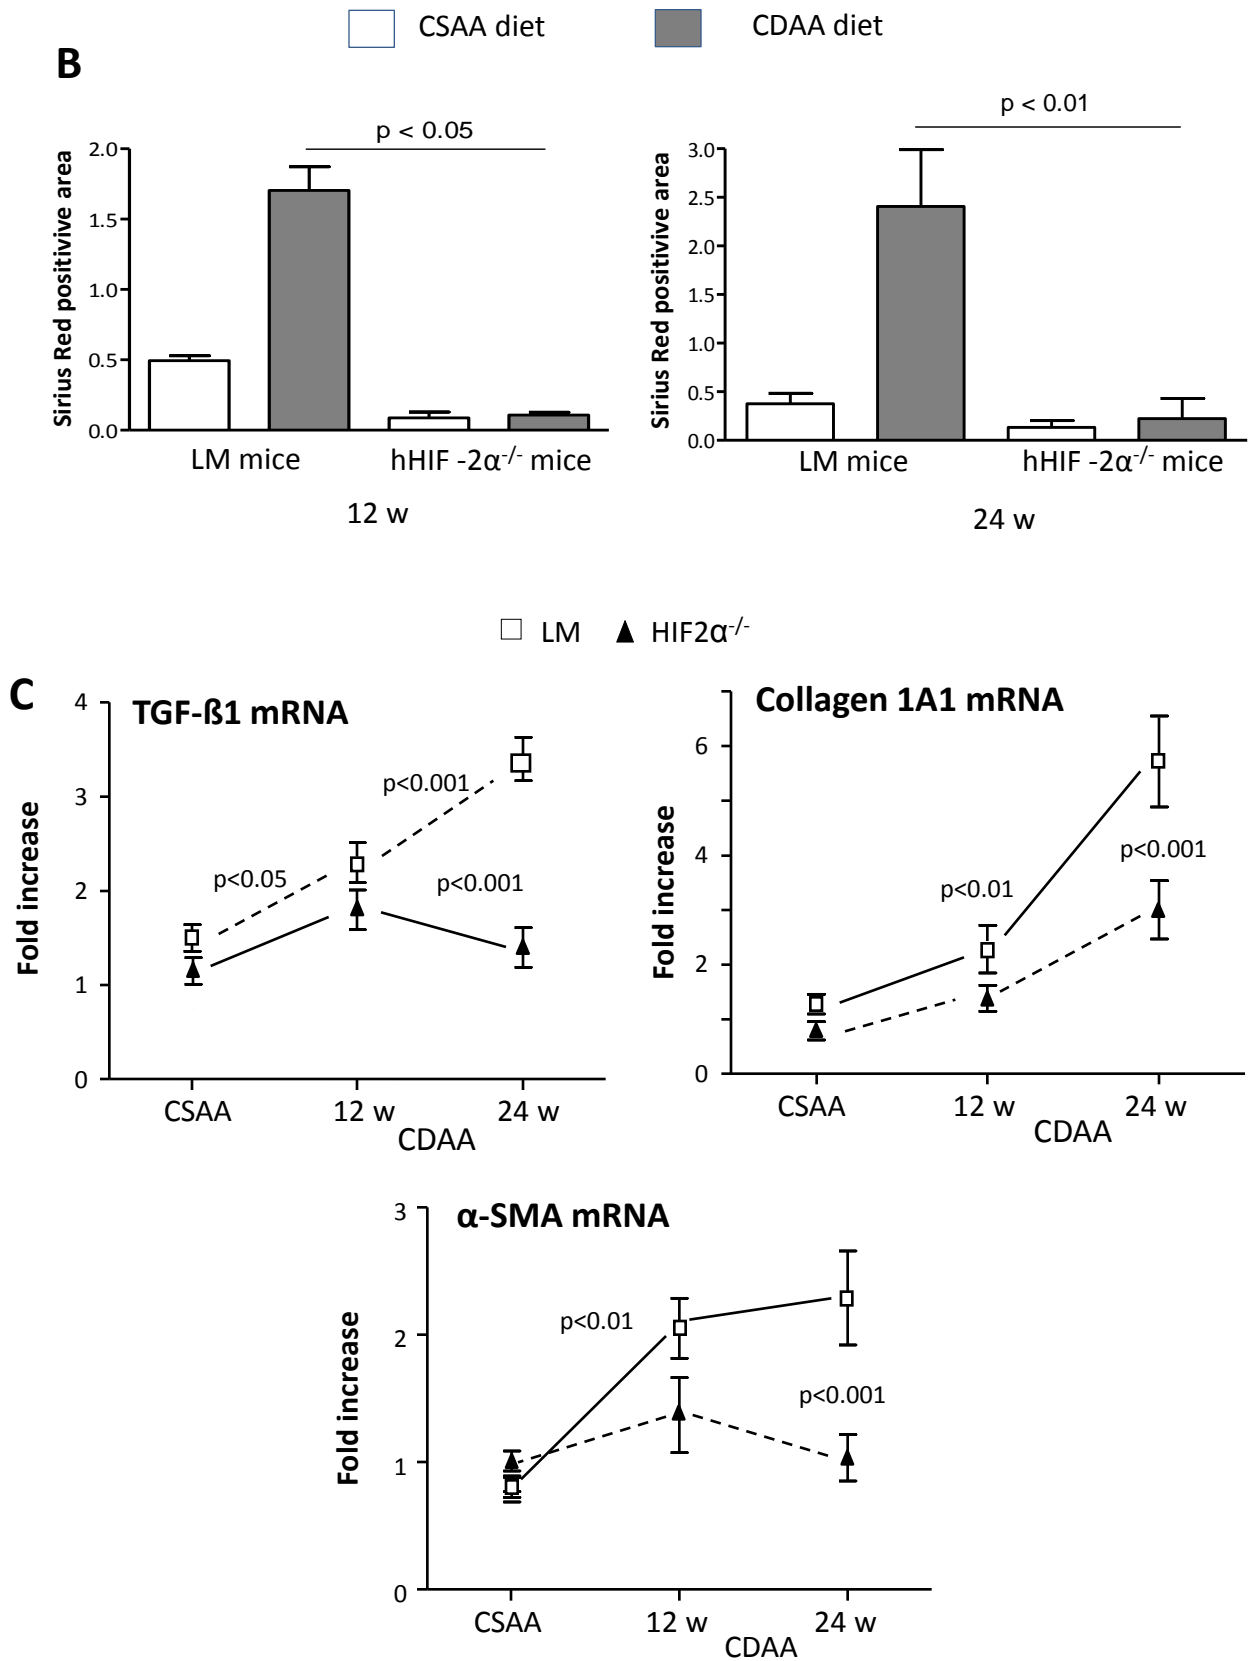 CSAA diet CDAA diet
B
p < 0.05
p < 0.01
Sirius Red positivive area
2.0
1.5
1.0
0.5
0.0
LM mice hHIF -2α-/- mice
12 w
Sirius Red positive area
3.0
2.5
2.0
1.5
1.0
0.5
0.0
LM mice hHIF -2α-/- mice
24 w
LM HIF2α-/-
C
TGF-ß1 mRNA
Fold increase
4
3
2
1
0
p<0.05
p<0.001
p<0.001
CSAA 12 w 24 w
CDAA
Collagen 1A1 mRNA
Fold increase
6
4
2
0
p<0.01
p<0.001
CSAA 12 w 24 w
CDAA
α-SMA mRNA
Fold increase
3
2
1
0
p<0.01
p<0.001
CSAA 12 w 24 w
CDAA